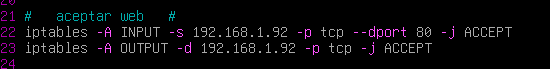 21 #   aceptar web   #
22 iptables -A INPUT -s 192.168.1.92 -p tcp --dport 80 -j ACCEPT
23 iptables -A OUTPUT -d 192.168.1.92 -p tcp -j ACCEPT
24